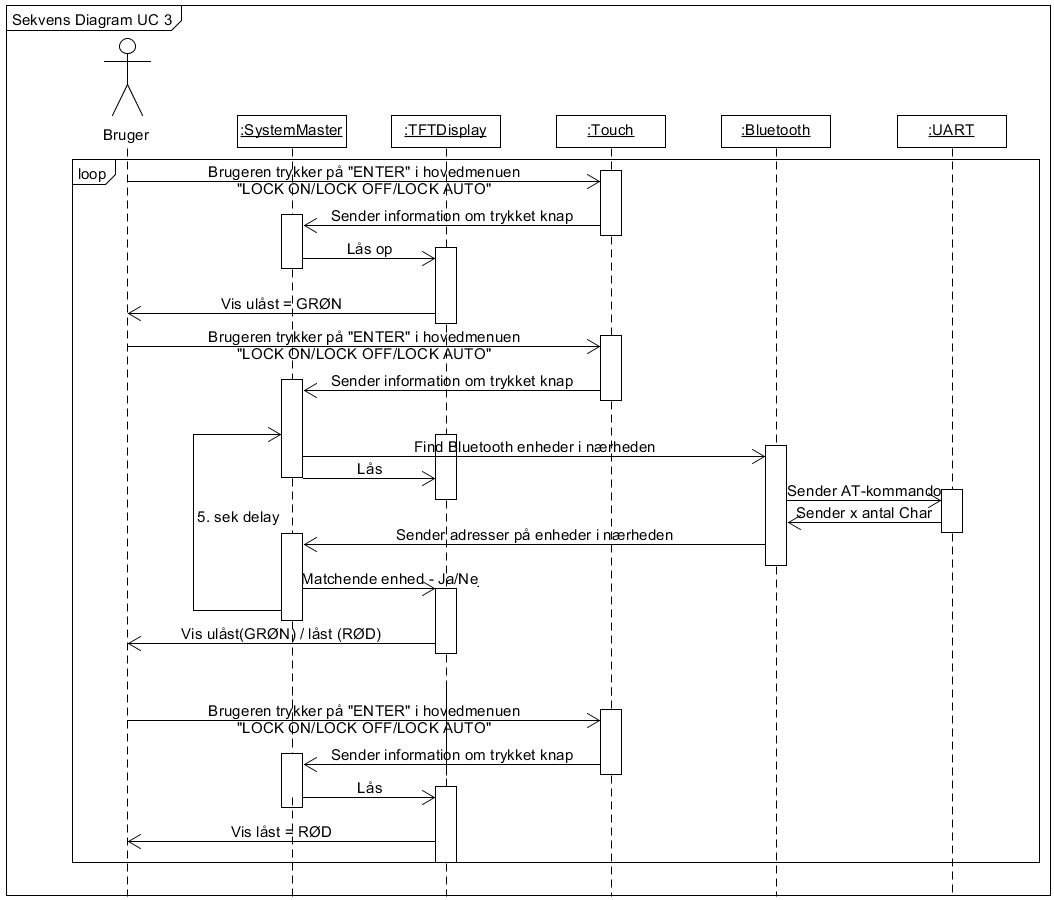 Sekvens Diagram UC 3
Bruger
:SystemMaster
:TFTDisplay
:Touch
:Bluetooth
:UART
loop
Brugeren trykker på "ENTER" i hovedmenuen
"LOCK ON/LOCK OFF/LOCK AUTO"
Sender information om trykket knap
Lås op
Vis ulåst = GRØN
Brugeren trykker på "ENTER" i hovedmenuen
"LOCK ON/LOCK OFF/LOCK AUTO"
Sender information om trykket knap
Find Bluetooth enheder i nærheden
Lås
Sender AT-kommando
Sender x antal Char
5. sek delay
Sender adresser på enheder i nærheden
Matchende enhed - Ja/Ne
Vis ulåst(GRØN) / låst (RØD)
Brugeren trykker på "ENTER" i hovedmenuen
"LOCK ON/LOCK OFF/LOCK AUTO"
Sender information om trykket knap
Lås
Vis låst = RØD